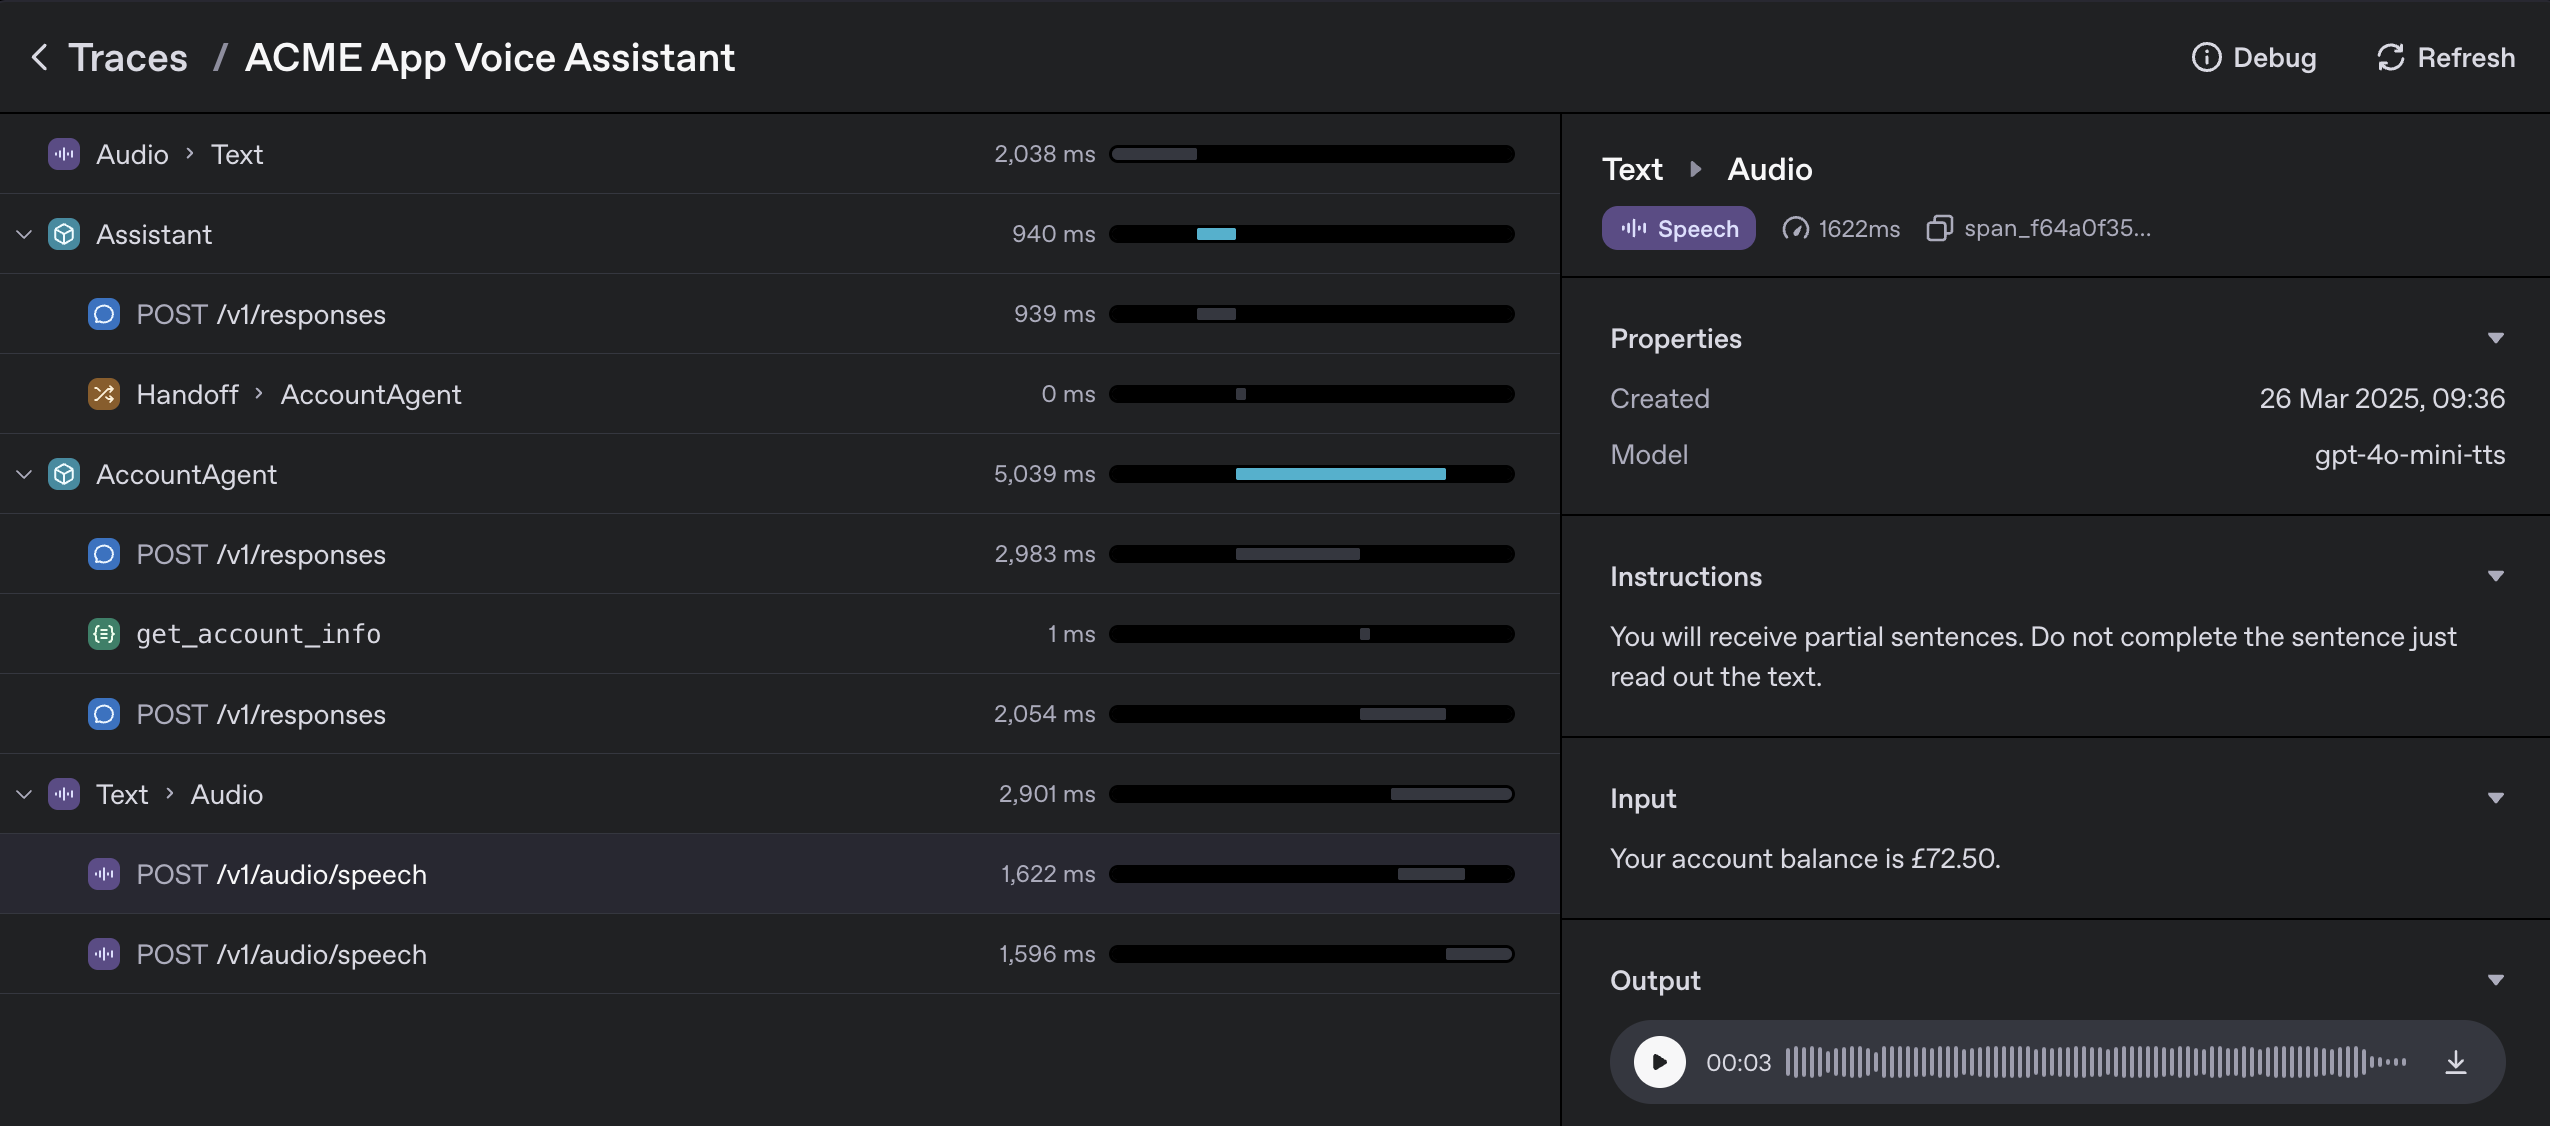 Traces / ACME App Voice Assistant
Debug
Refresh
Audio > Text 2,038 ms
Assistant 940 ms
POST /v1/responses 939 ms
Handoff > AccountAgent 0 ms
AccountAgent 5,039 ms
POST /v1/responses 2,983 ms
get_account_info 1 ms
POST /v1/responses 2,054 ms
Text > Audio 2,901 ms
POST /v1/audio/speech 1,622 ms
POST /v1/audio/speech 1,596 ms
Text ▸ Audio
Speech 1622ms span_f64a0f35...
Properties
Created 26 Mar 2025, 09:36
Model gpt-4o-mini-tts
Instructions
You will receive partial sentences. Do not complete the sentence just
read out the text.
Input
Your account balance is £72.50.
Output
00:03